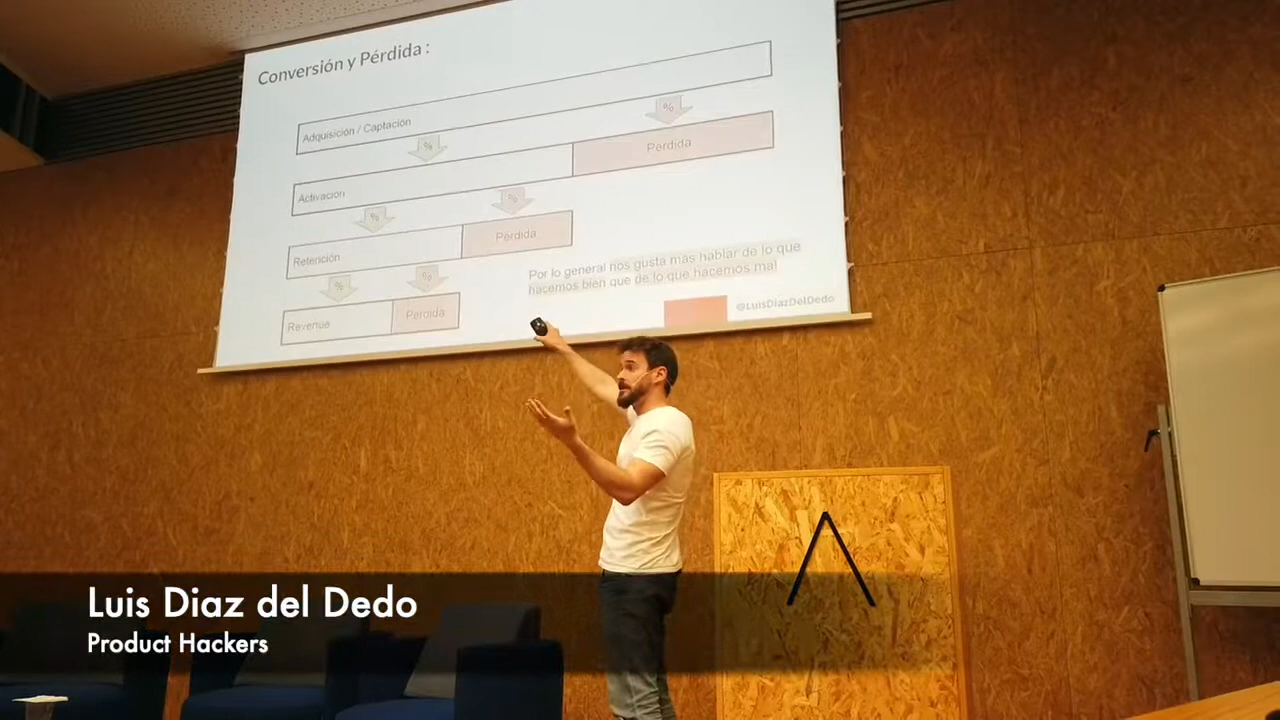 Conversión y Pérdida :
Adquisición / Captación
%
%
Activación
Perdida
%
%
Retención
Pérdida
%
%
Revenue
Perdida
Por lo general nos gusta más hablar de lo que
hacemos bien que de lo que hacemos mal
@LuisDiazDelDedo
Luis Diaz del Dedo
Product Hackers